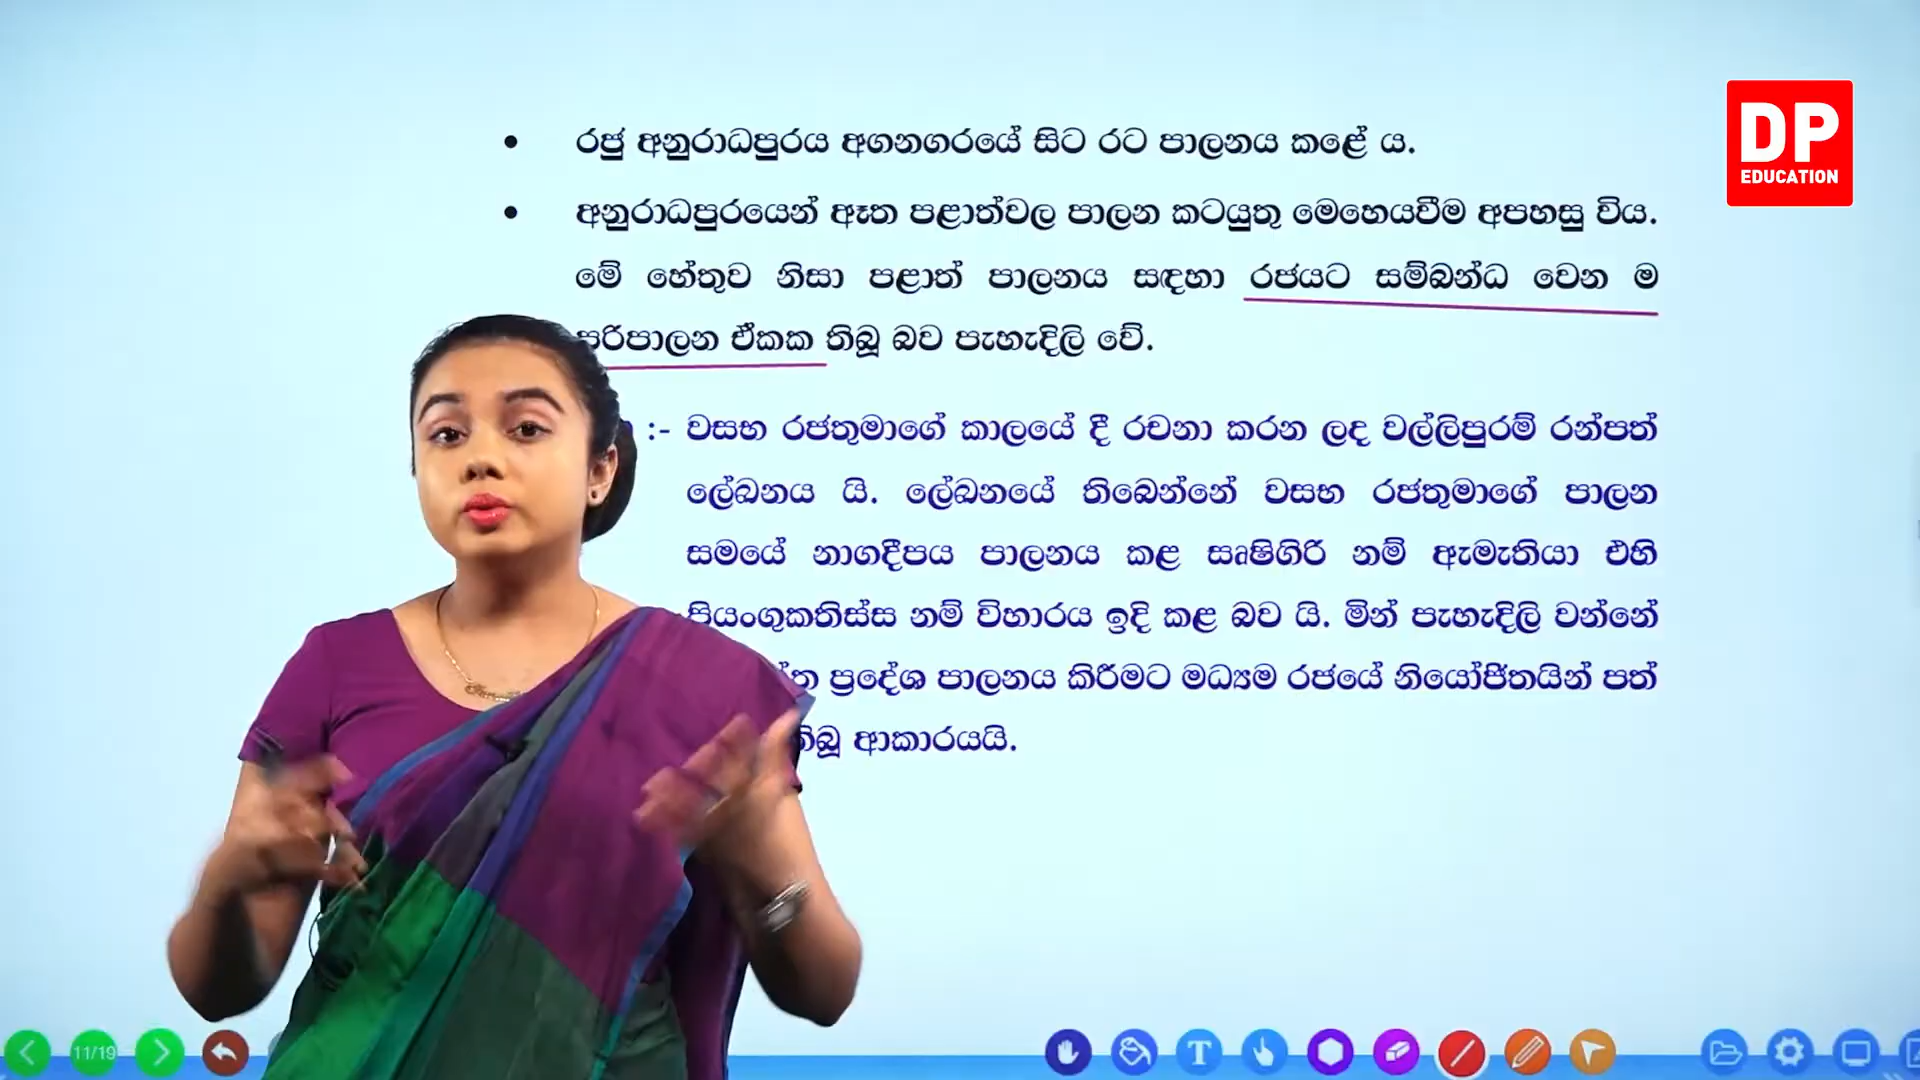 DP
EDUCATION
• රජු අනුරාධපුරය අගනගරයේ සිට රට පාලනය කළේ ය.
• අනුරාධපුරයෙන් ඈත පළාත්වල පාලන කටයුතු මෙහෙයවීම අපහසු විය.
මේ හේතුව නිසා පළාත් පාලනය සඳහා රජයට සම්බන්ධ වෙන ම
පරිපාලන ඒකක තිබූ බව පැහැදිලි වේ.
:- වසභ රජතුමාගේ කාලයේ දී රචනා කරන ලද වල්ලිපුරම් රන්පත්
ලේඛනය යි. ලේඛනයේ තිබෙන්නේ වසභ රජතුමාගේ පාලන
සමයේ නාගදීපය පාලනය කළ ඍෂිගිරි නම් ඇමැතියා එහි
පියංගුකතිස්ස නම් විහාරය ඉදි කළ බව යි. මින් පැහැදිලි වන්නේ
ප්‍රදේශ පාලනය කිරීමට මධ්‍යම රජයේ නියෝජිතයින් පත්
තිබූ ආකාරයයි.
11/19